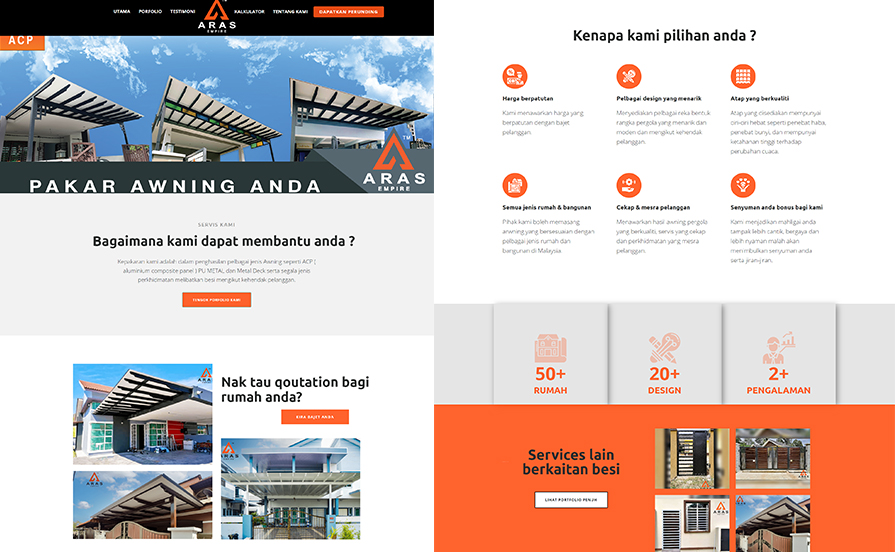 UTAMA PORFOLIO TESTIMONI KALKULATOR TENTANG KAMI DAPATKAN PERUNDING
ARAS
EMPIRE
ACP
TM
ARAS
EMPIRE
PAKAR AWNING ANDA
SERVIS KAMI
Bagaimana kami dapat membantu anda ?
Kepakaran kami adalah dalam penghasilan pelbagai jenis Awning seperti ACP (
aluminium composite panel ) PU METAL dan Metal Deck serta segala jenis
perkhidmatan melibatkan besi mengikut kehendak pelanggan.
TUNJUK PORFOLIO KAMI
Nak tau qoutation bagi
rumah anda?
KIRA BAJET ANDA
Kenapa kami pilihan anda ?
Harga berpatutan
Kami menawarkan harga yang
berpatutan dengan bajet
pelanggan.
Pelbagai design yang menarik
Menyediakan pelbagai reka bentuk
rangka pergola yang menarik dan
moden dan mengikut kehendak
pelanggan.
Atap yang berkualiti
Atap yang disediakan mempunyai
ciri-ciri hebat seperti penebat haba,
penebat bunyi, dan mempunyai
ketahanan tinggi terhadap
perubahan cuaca.
Semua jenis rumah & bangunan
Pihak kami boleh memasang
awning yang bersesuaian dengan
pelbagai jenis rumah dan
bangunan di Malaysia.
Cekap & mesra pelanggan
Menawarkan hasil awning pergola
yang berkualiti, servis yang cekap
dan perkhidmatan yang mesra
pelanggan.
Senyuman anda bonus bagi kami
Kami menjadikan mahligai anda
tampak lebih cantik, bergaya dan
lebih nyaman malah akan
menimbulkan senyuman anda
serta jiran-jiran.
50+
RUMAH
20+
DESIGN
2+
PENGALAMAN
Services lain
berkaitan besi
LIHAT PORTFOLIO PENUH
ARAS